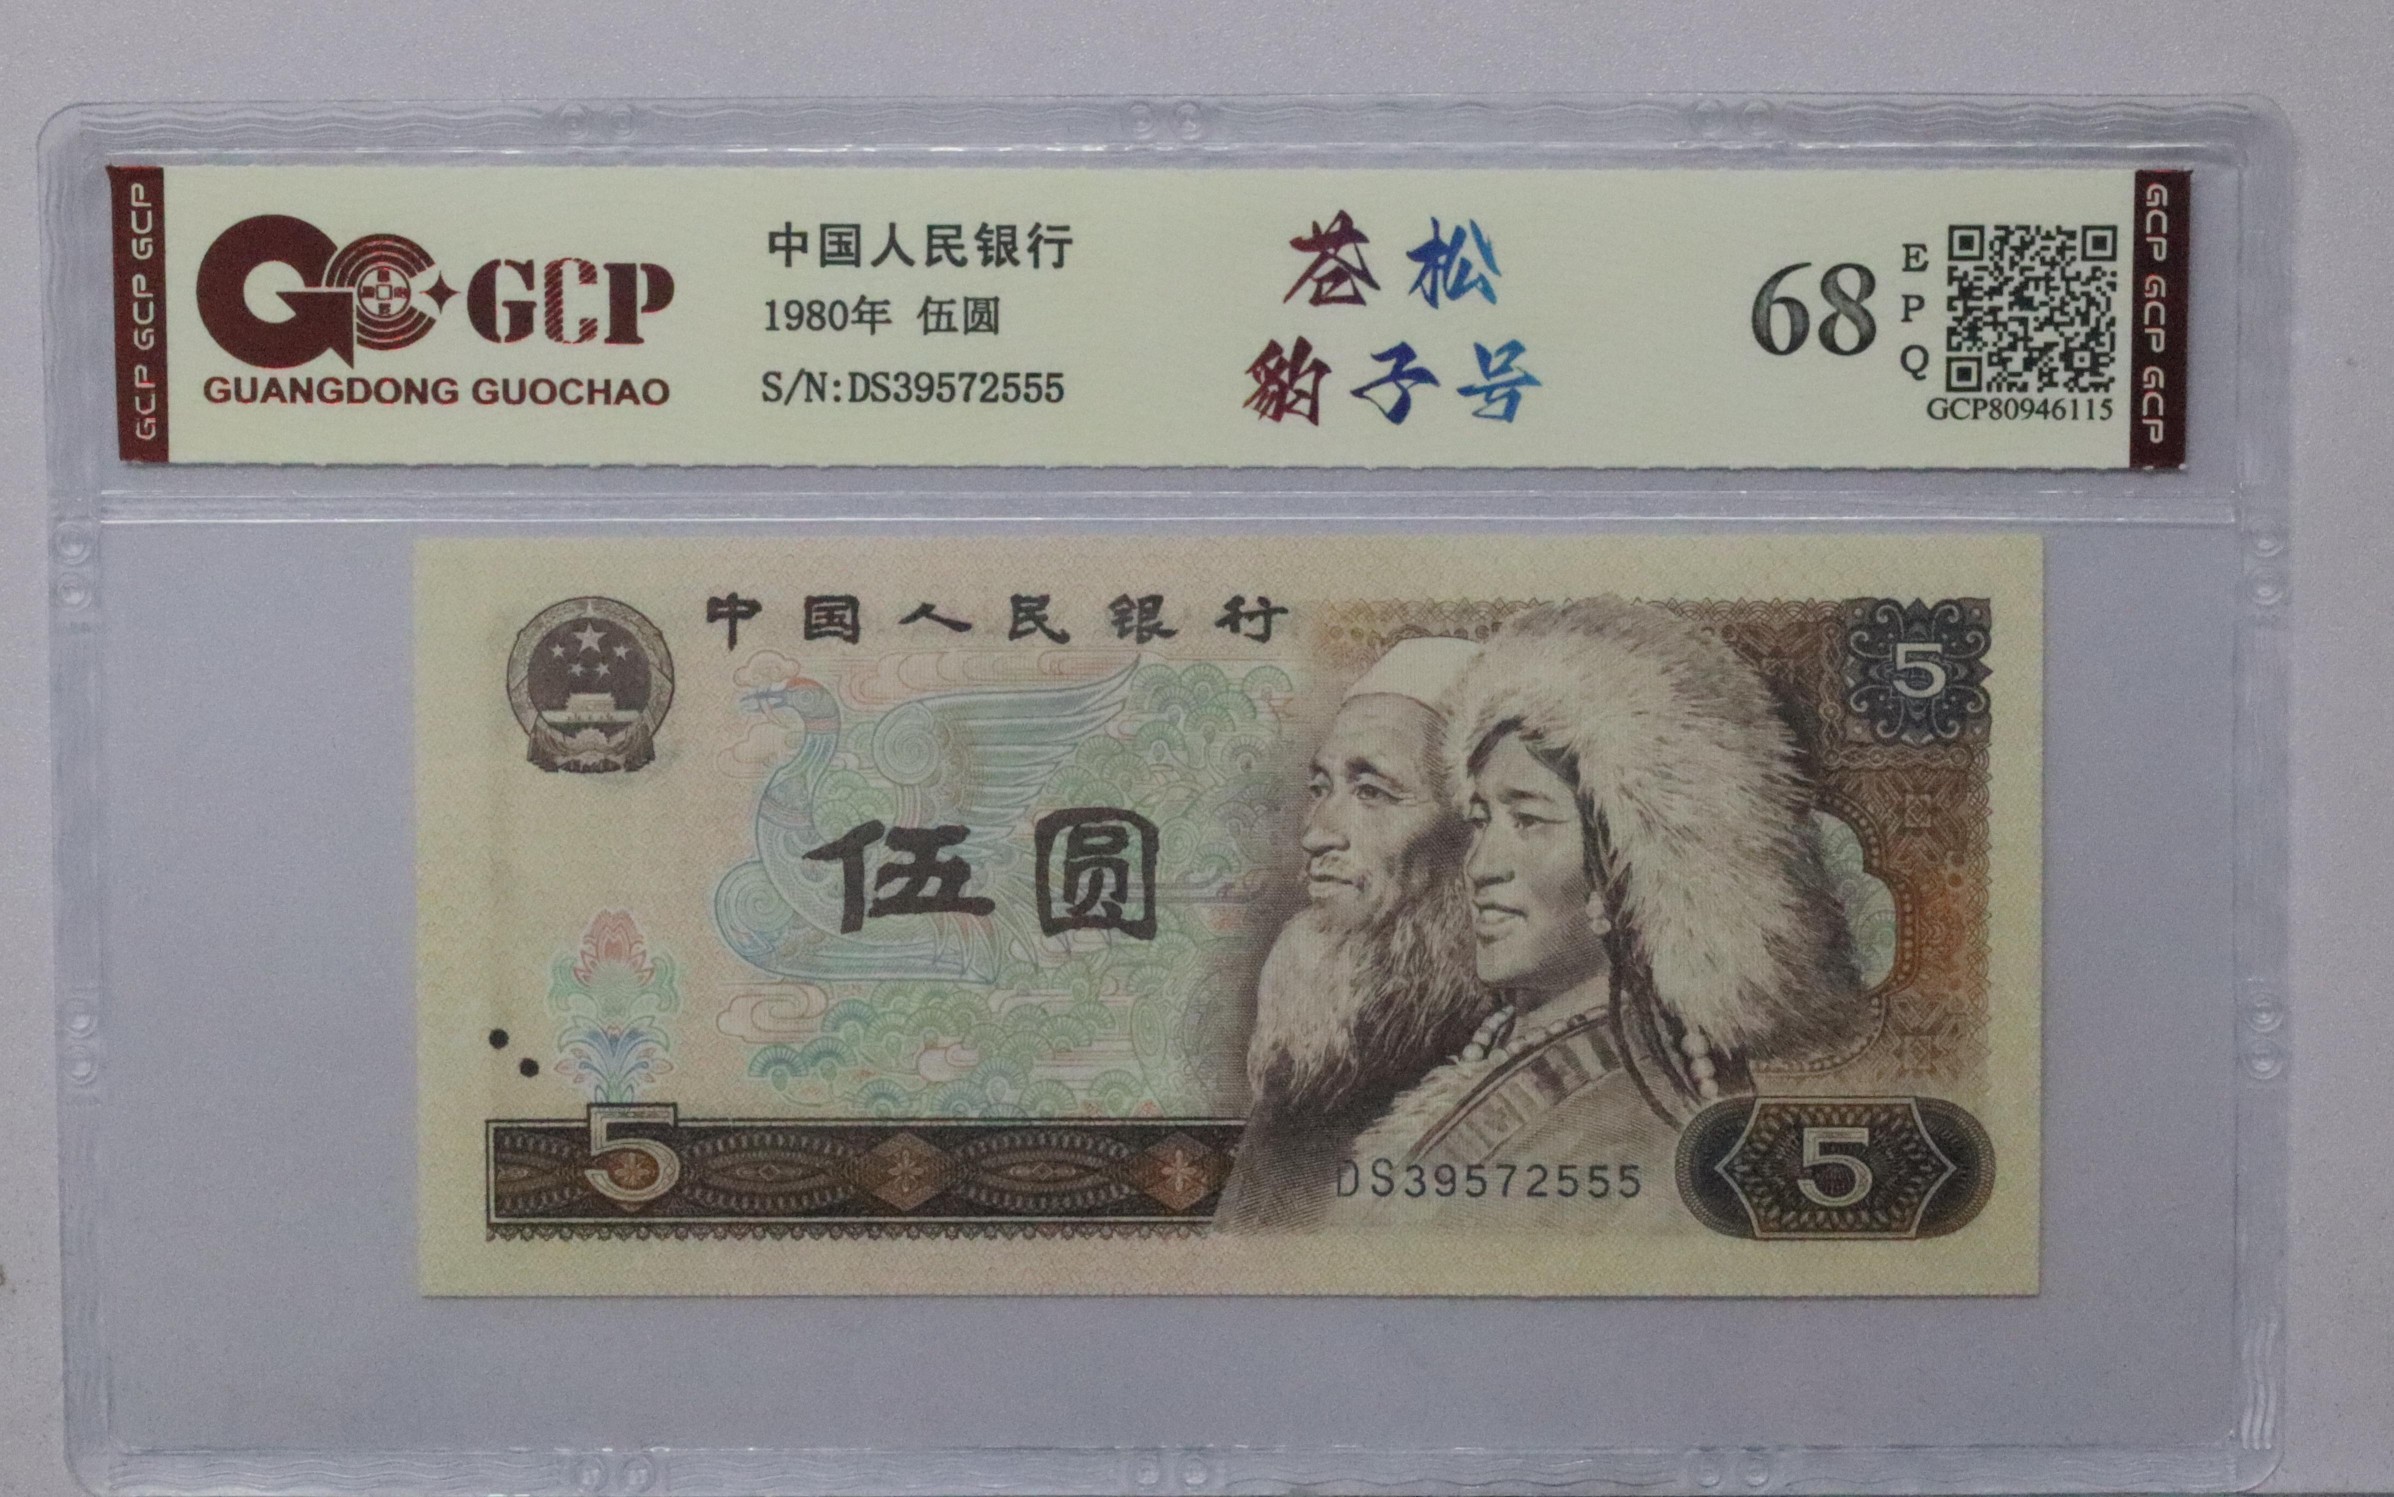 GCP GCP GCP
GCP
GUANGDONG GUOCHAO
中国人民银行
1980年 伍圆
S/N:DS39572555
苍松
豹子号
68
EPQ
GCP80946115
GCP GCP GCP
中国人民银行
5
伍圆
5
DS39572555
5